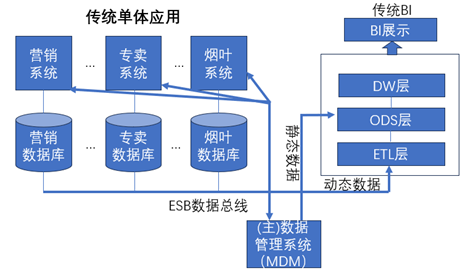 传统单体应用
传统BI
BI展示
营销
系统
...
专卖
系统
...
烟叶
系统
DW层
ODS层
ETL层
营销
数据库
...
专卖
数据库
...
烟叶
数据库
静态数据
动态数据
ESB数据总线
(主)数据
管理系统
（MDM）